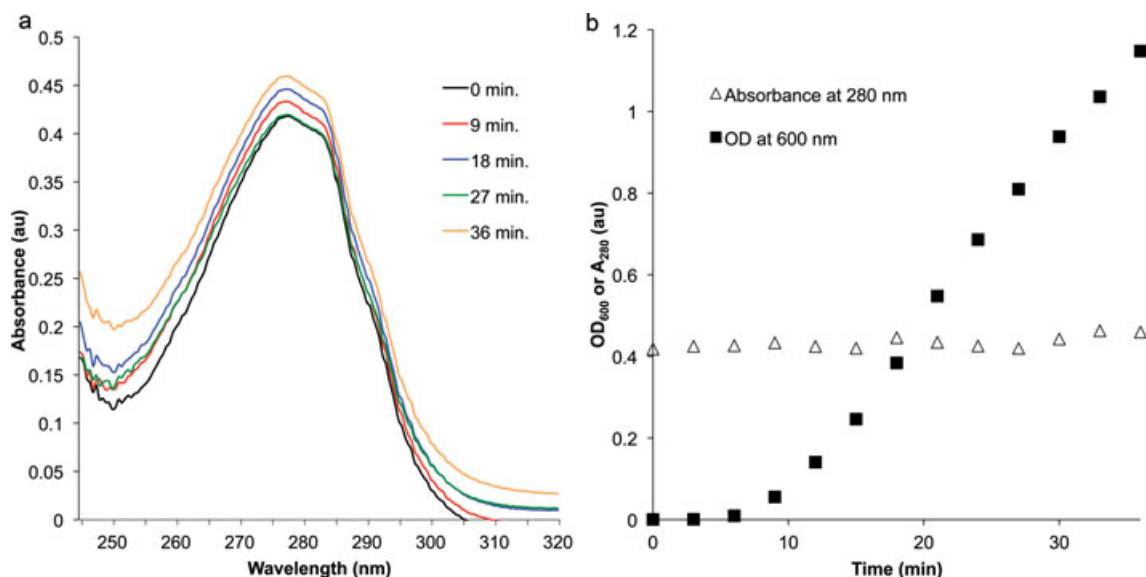 a
0.5
0.45
0.4
0.35
0.3
0.25
0.2
0.15
0.1
0.05
0
Absorbance (au)
0 min.
9 min.
18 min.
27 min.
36 min.
250 260 270 280 290 300 310 320
Wavelength (nm)
b
1.2
1
0.8
0.6
0.4
0.2
0
OD600 or A280 (au)
Absorbance at 280 nm
OD at 600 nm
0 10 20 30
Time (min)